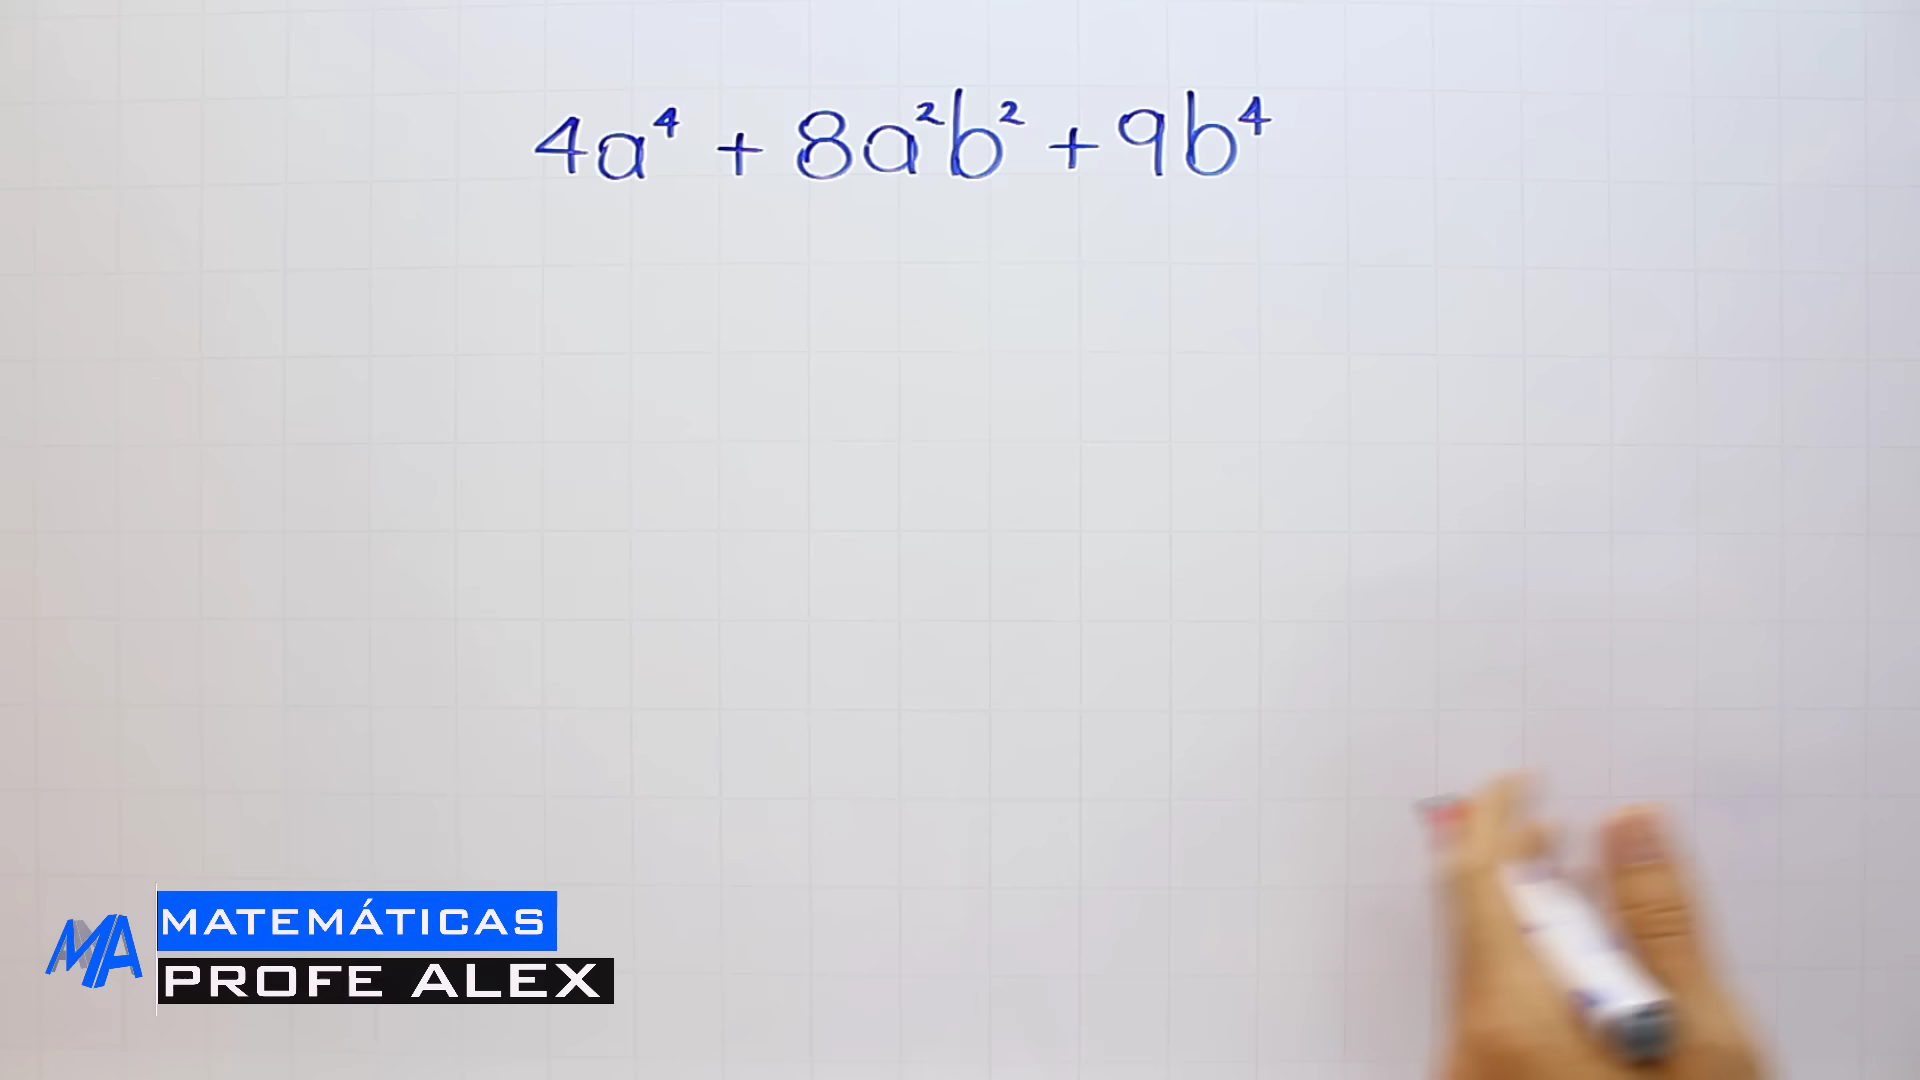 4a⁴ + 8a²b² + 9b⁴
MATEMÁTICAS
PROFE ALEX